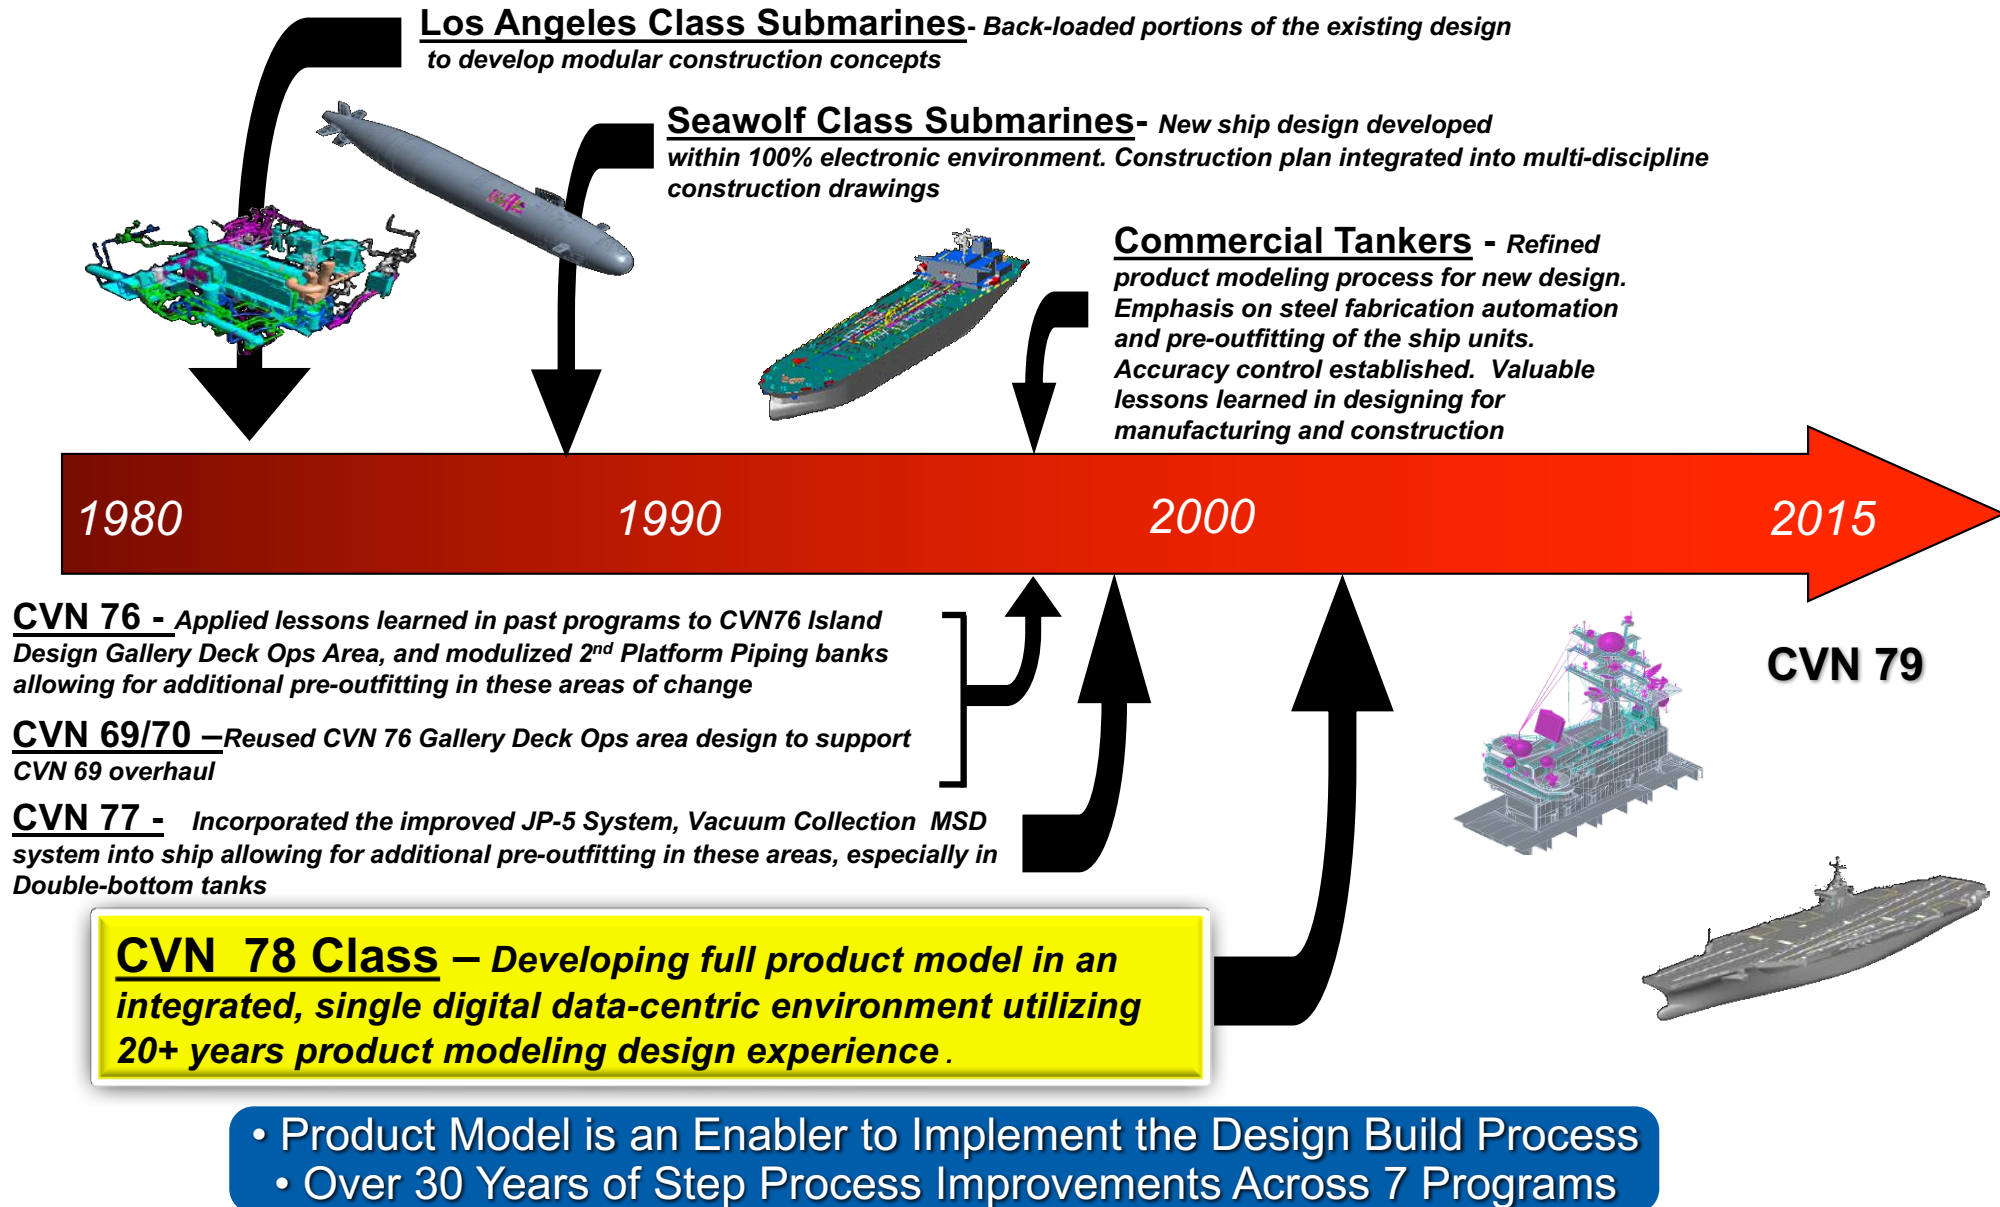 Los Angeles Class Submarines- Back-loaded portions of the existing design
to develop modular construction concepts
Seawolf Class Submarines- New ship design developed
within 100% electronic environment. Construction plan integrated into multi-discipline
construction drawings
Commercial Tankers - Refined
product modeling process for new design.
Emphasis on steel fabrication automation
and pre-outfitting of the ship units.
Accuracy control established.  Valuable
lessons learned in designing for
manufacturing and construction
1980 1990 2000 2015
CVN 76 - Applied lessons learned in past programs to CVN76 Island
Design Gallery Deck Ops Area, and modulized 2nd Platform Piping banks
allowing for additional pre-outfitting in these areas of change
CVN 69/70 –Reused CVN 76 Gallery Deck Ops area design to support
CVN 69 overhaul
CVN 77 - Incorporated the improved JP-5 System, Vacuum Collection MSD
system into ship allowing for additional pre-outfitting in these areas, especially in
Double-bottom tanks
CVN 79
CVN 78 Class – Developing full product model in an
integrated, single digital data-centric environment utilizing
20+ years product modeling design experience .
• Product Model is an Enabler to Implement the Design Build Process
• Over 30 Years of Step Process Improvements Across 7 Programs